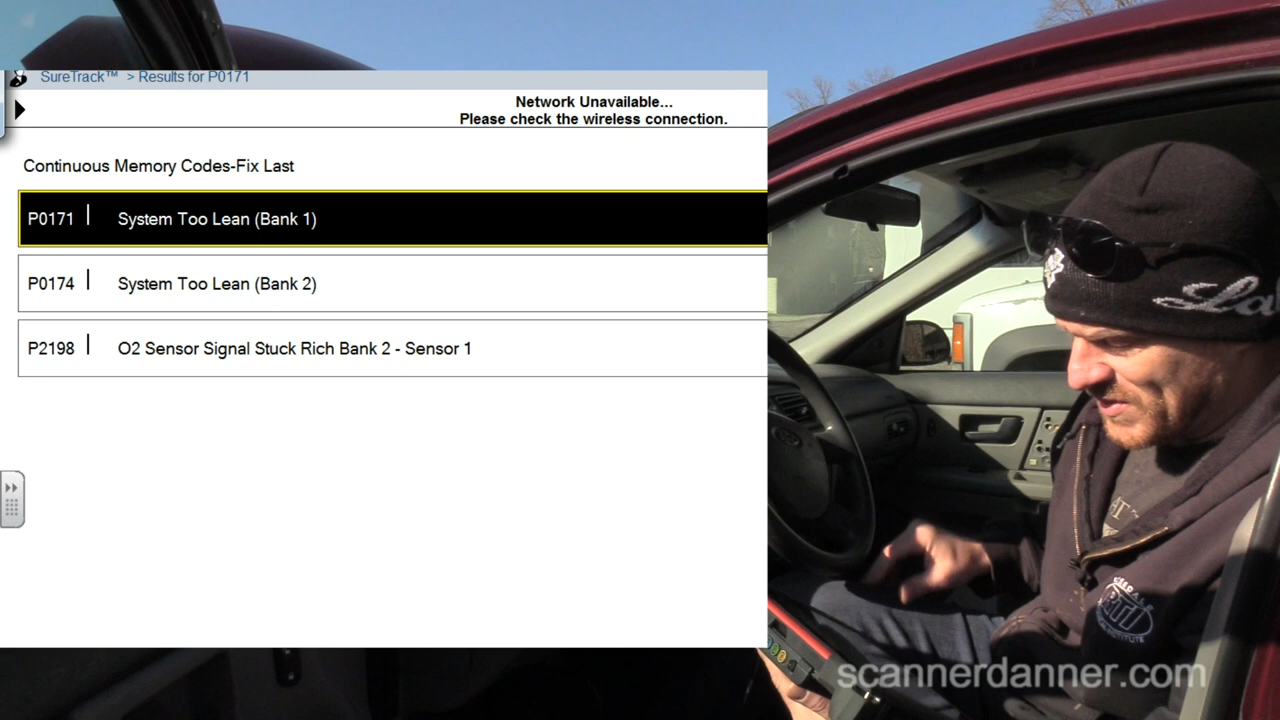 SureTrack™ > Results for P0171
Network Unavailable...
Please check the wireless connection.
Continuous Memory Codes-Fix Last
P0171 | System Too Lean (Bank 1)
P0174 | System Too Lean (Bank 2)
P2198 | O2 Sensor Signal Stuck Rich Bank 2 - Sensor 1
RTI
scannerdanner.com